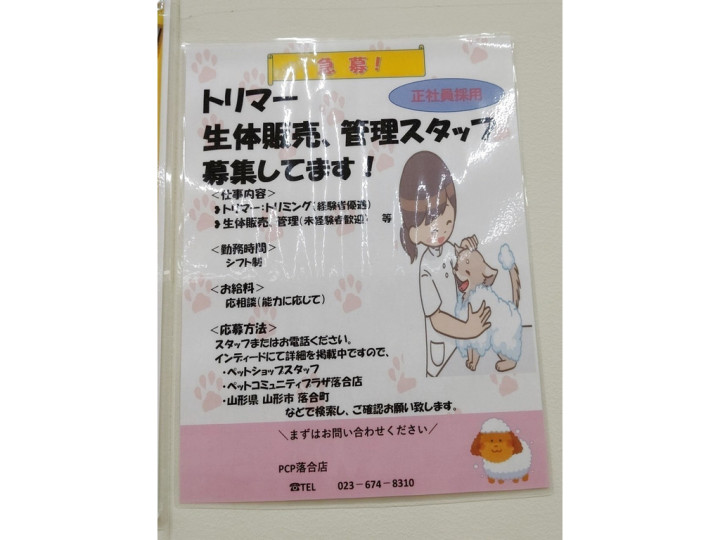 急募!
正社員採用
トリマー
生体販売、管理スタッフ
募集してます!
<仕事内容>
❥トリマー:トリミング(経験者優遇)
❥生体販売、管理(未経験者歓迎) 等
<勤務時間>
シフト制
<お給料>
応相談(能力に応じて)
<応募方法>
スタッフまたはお電話ください。
インディードにて詳細を掲載中ですので、
・ペットショップスタッフ
・ペットコミュニティプラザ落合店
・山形県 山形市 落合町
などで検索し、ご確認お願い致します。
\まずはお問い合わせください/
PCP落合店
☎TEL 023-674-8310